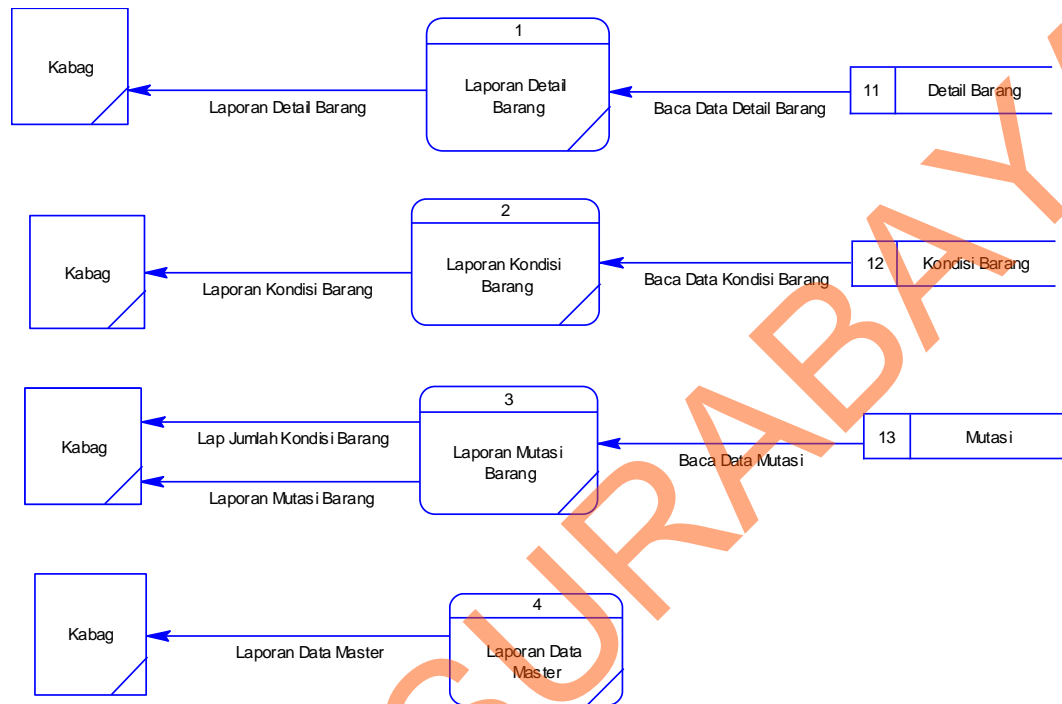 1
Kabag
Laporan Detail Barang
Laporan Detail
Barang
Baca Data Detail Barang
11
Detail Barang
2
Kabag
Laporan Kondisi Barang
Laporan Kondisi
Barang
Baca Data Kondisi Barang
12
Kondisi Barang
3
Kabag
Lap Jumlah Kondisi Barang
Laporan Mutasi Barang
Laporan Mutasi
Barang
Baca Data Mutasi
13
Mutasi
4
Kabag
Laporan Data Master
Laporan Data
Master
SURABAYA